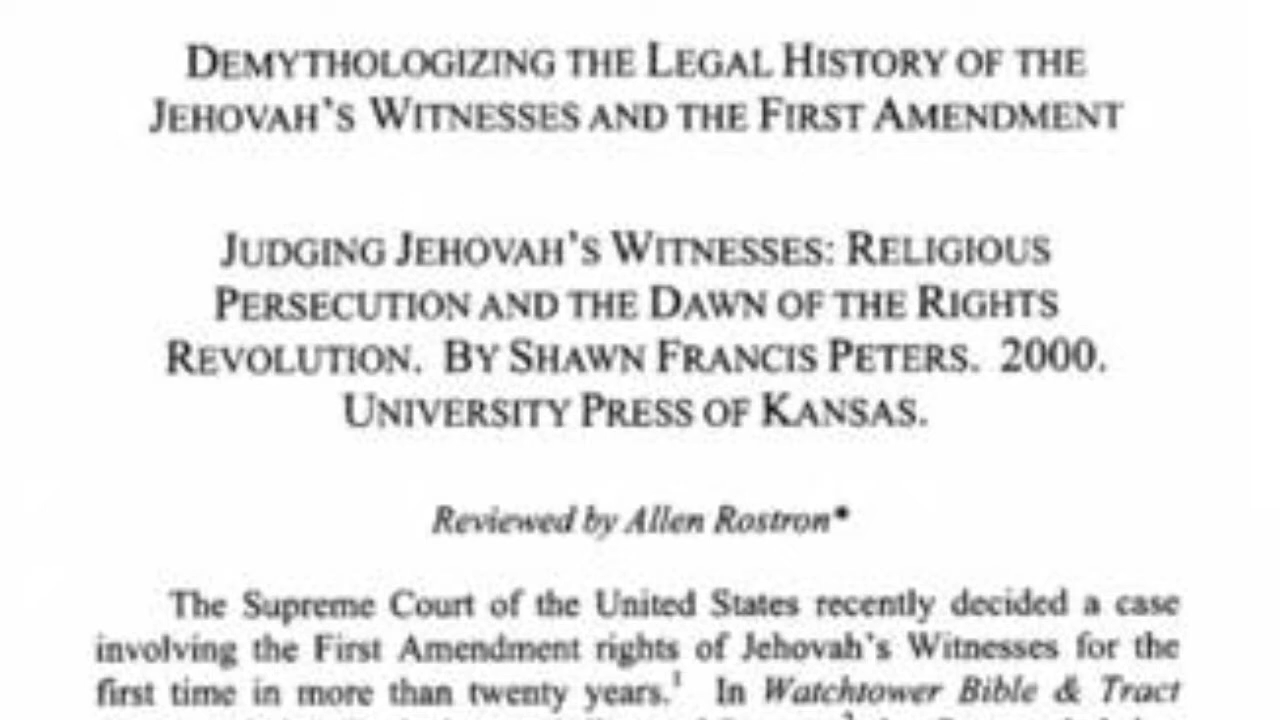 DEMYTHOLOGIZING THE LEGAL HISTORY OF THE
JEHOVAH'S WITNESSES AND THE FIRST AMENDMENT
JUDGING JEHOVAH'S WITNESSES: RELIGIOUS
PERSECUTION AND THE DAWN OF THE RIGHTS
REVOLUTION. BY SHAWN FRANCIS PETERS. 2000.
UNIVERSITY PRESS OF KANSAS.
Reviewed by Allen Rostron*
The Supreme Court of the United States recently decided a case
involving the First Amendment rights of Jehovah's Witnesses for the
first time in more than twenty years.¹ In Watchtower Bible & Tract